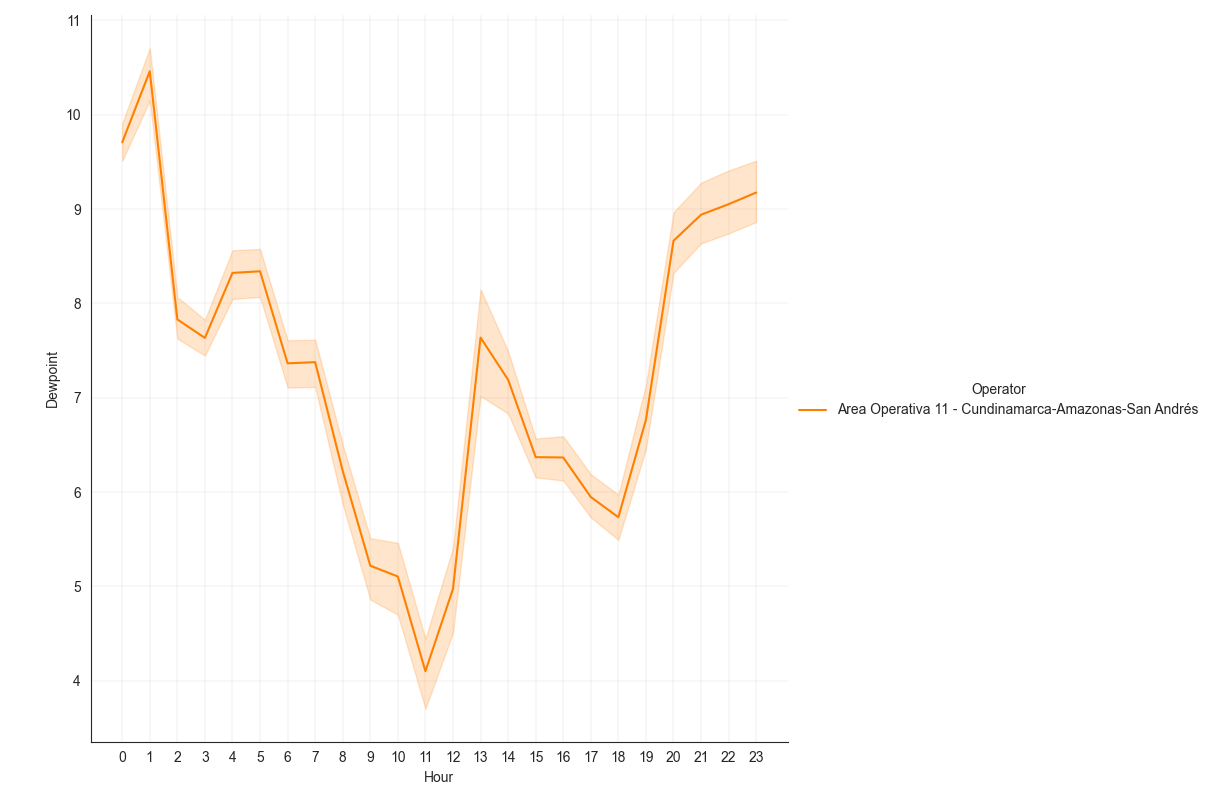 11
10
9
8
7
6
5
4
Dewpoint
0 1 2 3 4 5 6 7 8 9 10 11 12 13 14 15 16 17 18 19 20 21 22 23
Hour
Operator
Area Operativa 11 - Cundinamarca-Amazonas-San Andrés